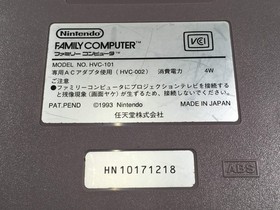 Nintendo
FAMILY COMPUTER™
ファミリーコンピュータ™
VCI
MODEL NO. HVC-101
専用ACアダプタ使用(HVC-002) 消費電力 4W
ご注意
●ファミリーコンピュータにプロジェクションテレビを接続すると残像現象(画面ヤケ)が生ずるため、接続しないでください。
PAT.PEND ©1993 Nintendo MADE IN JAPAN
任天堂株式会社
HN10171218
ABS